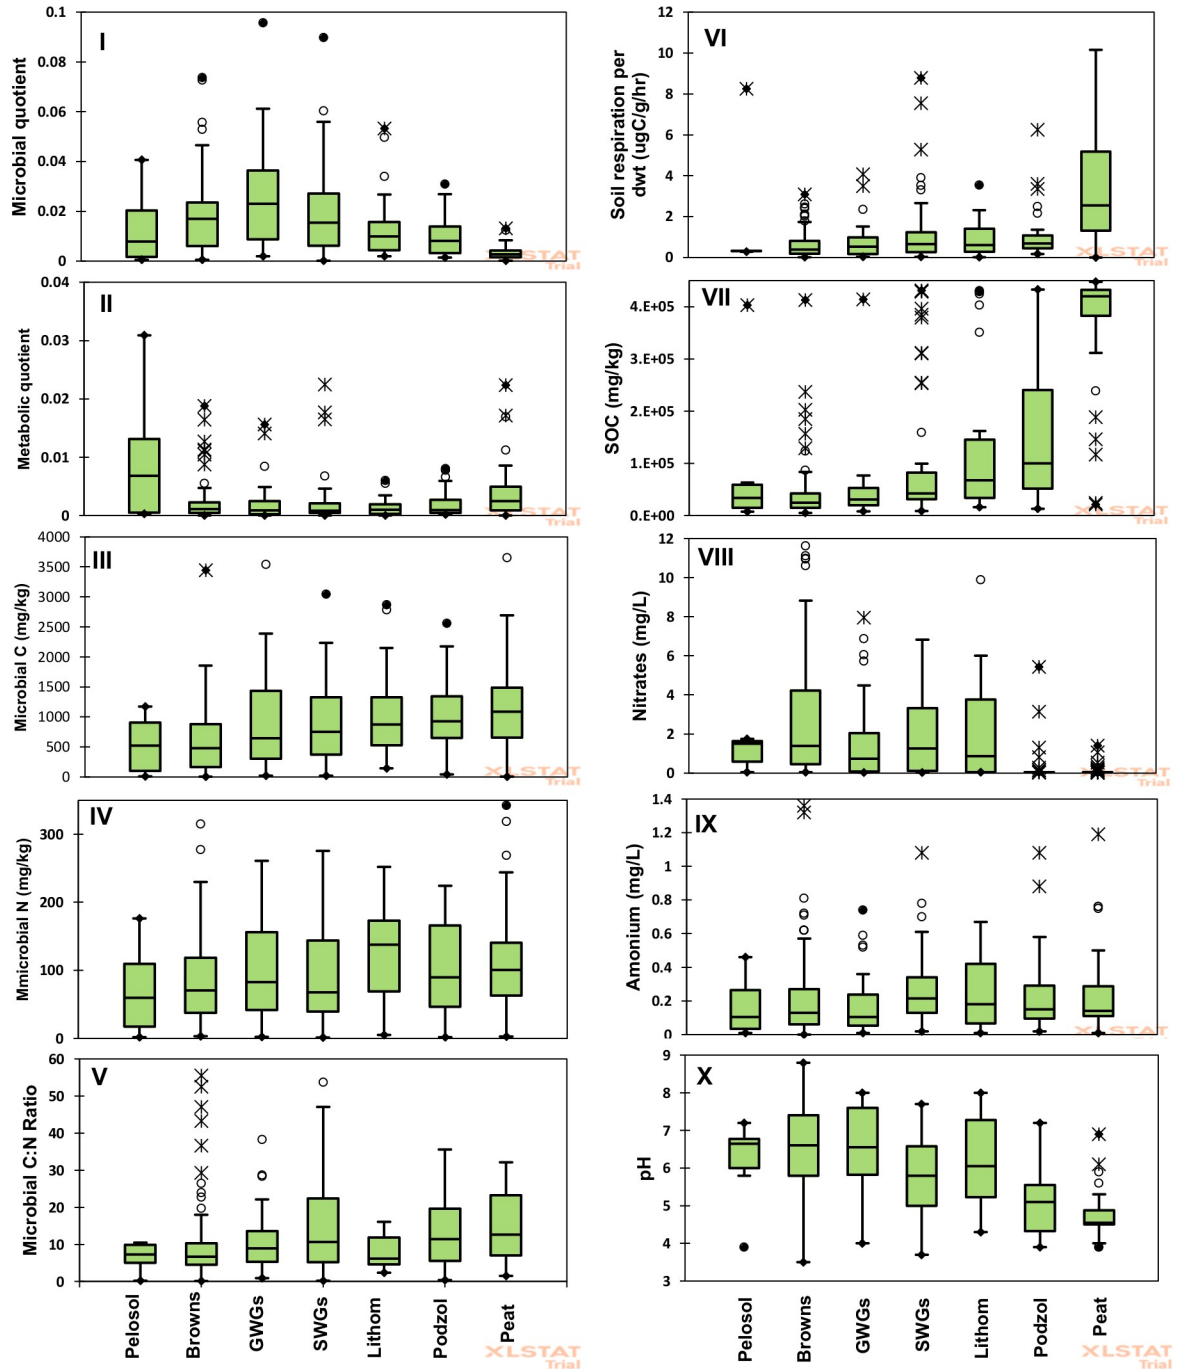 I
Microbial quotient
0.1
0.08
0.06
0.04
0.02
0
XLSTAT
Trial
II
Metabolic quotient
0.04
0.03
0.02
0.01
0
XLSTAT
Trial
III
Microbial C (mg/kg)
4000
3500
3000
2500
2000
1500
1000
500
0
XLSTAT
Trial
IV
Mmicrobial N (mg/kg)
300
200
100
0
V
Microbial C:N Ratio
60
50
40
30
20
10
0
Pelosol
Browns
GWGs
SWGs
Lithom
Podzol
Peat
XLSTAT
Trial
VI
Soil respiration per
dwt (ugC/g/hr)
12
10
8
6
4
2
0
XLSTAT
Trial
VII
SOC (mg/kg)
4.E+05
3.E+05
2.E+05
1.E+05
0.E+00
XLSTAT
Trial
VIII
Nitrates (mg/L)
12
10
8
6
4
2
0
XLSTAT
Trial
IX
Amonium (mg/L)
1.4
1.2
1
0.8
0.6
0.4
0.2
0
XLSTAT
X
pH
9
8
7
6
5
4
3
Pelosol
Browns
GWGs
SWGs
Lithom
Podzol
Peat
XLSTAT
Trial